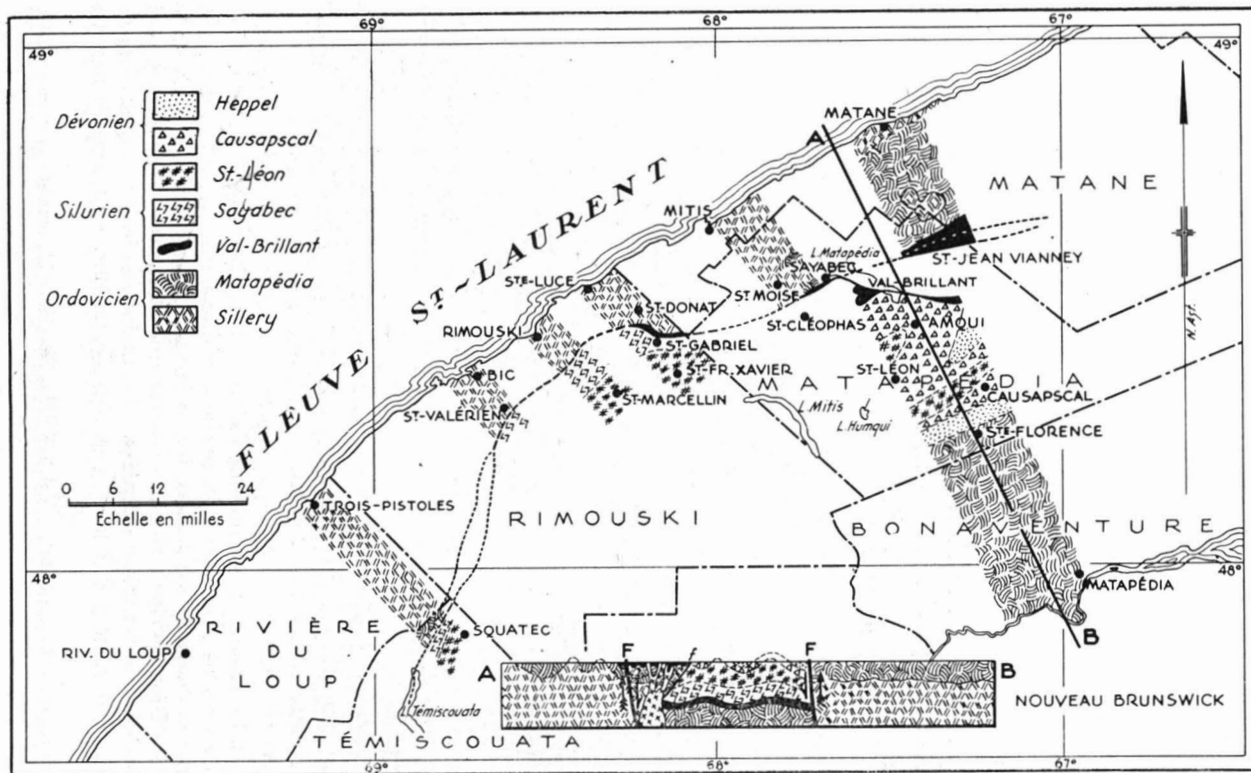 69°
68°
67°
49°
49°
Dévonien
Heppel
Causapscal
Silurien
St.-Léon
Sayabec
Val-Brillant
Ordovicien
Matapédia
Sillery
FLEUVE ST.-LAURENT
A
MATANE
MATANE
MITIS
L. Matapédia
SAYABEC
ST-JEAN VIANNEY
VAL-BRILLANT
STE-LUCE
ST MOISE
ST-DONAT
ST-CLÉOPHAS
AMQUI
RIMOUSKI
ST-GABRIEL
ST-FR. XAVIER
ST-LÉON
MATAPÉDIA
BIC
ST-MARCELLIN
CAUSAPSCAL
L. Mitis
L. Humqui
ST-VALÉRIEN
STE-FLORENCE
0 6 12 24
Echelle en milles
TROIS-PISTOLES
RIMOUSKI
BONAVENTURE
48°
48°
MATAPÉDIA
RIVIÈRE
DU
LOUP
RIV. DU LOUP
SQUATEC
B
A
F
F
B
L. Témiscouata
NOUVEAU BRUNSWICK
TÉMISCOUATA
69°
68°
67°